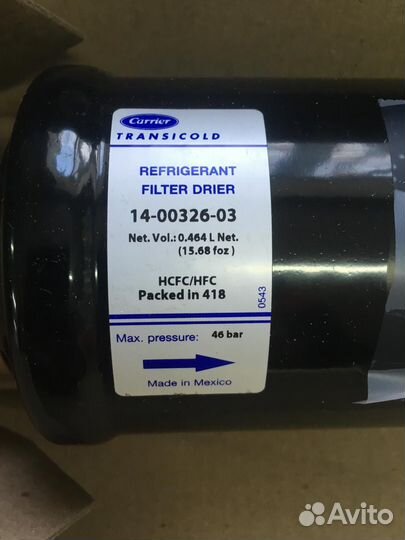 Carrier
TRANSICOLD
REFRIGERANT
FILTER DRIER
14-00326-03
Net. Vol.: 0.464 L Net.
(15.68 foz )
HCFC/HFC
Packed in 418
0543
Max. pressure: 46 bar
Made in Mexico
Avito